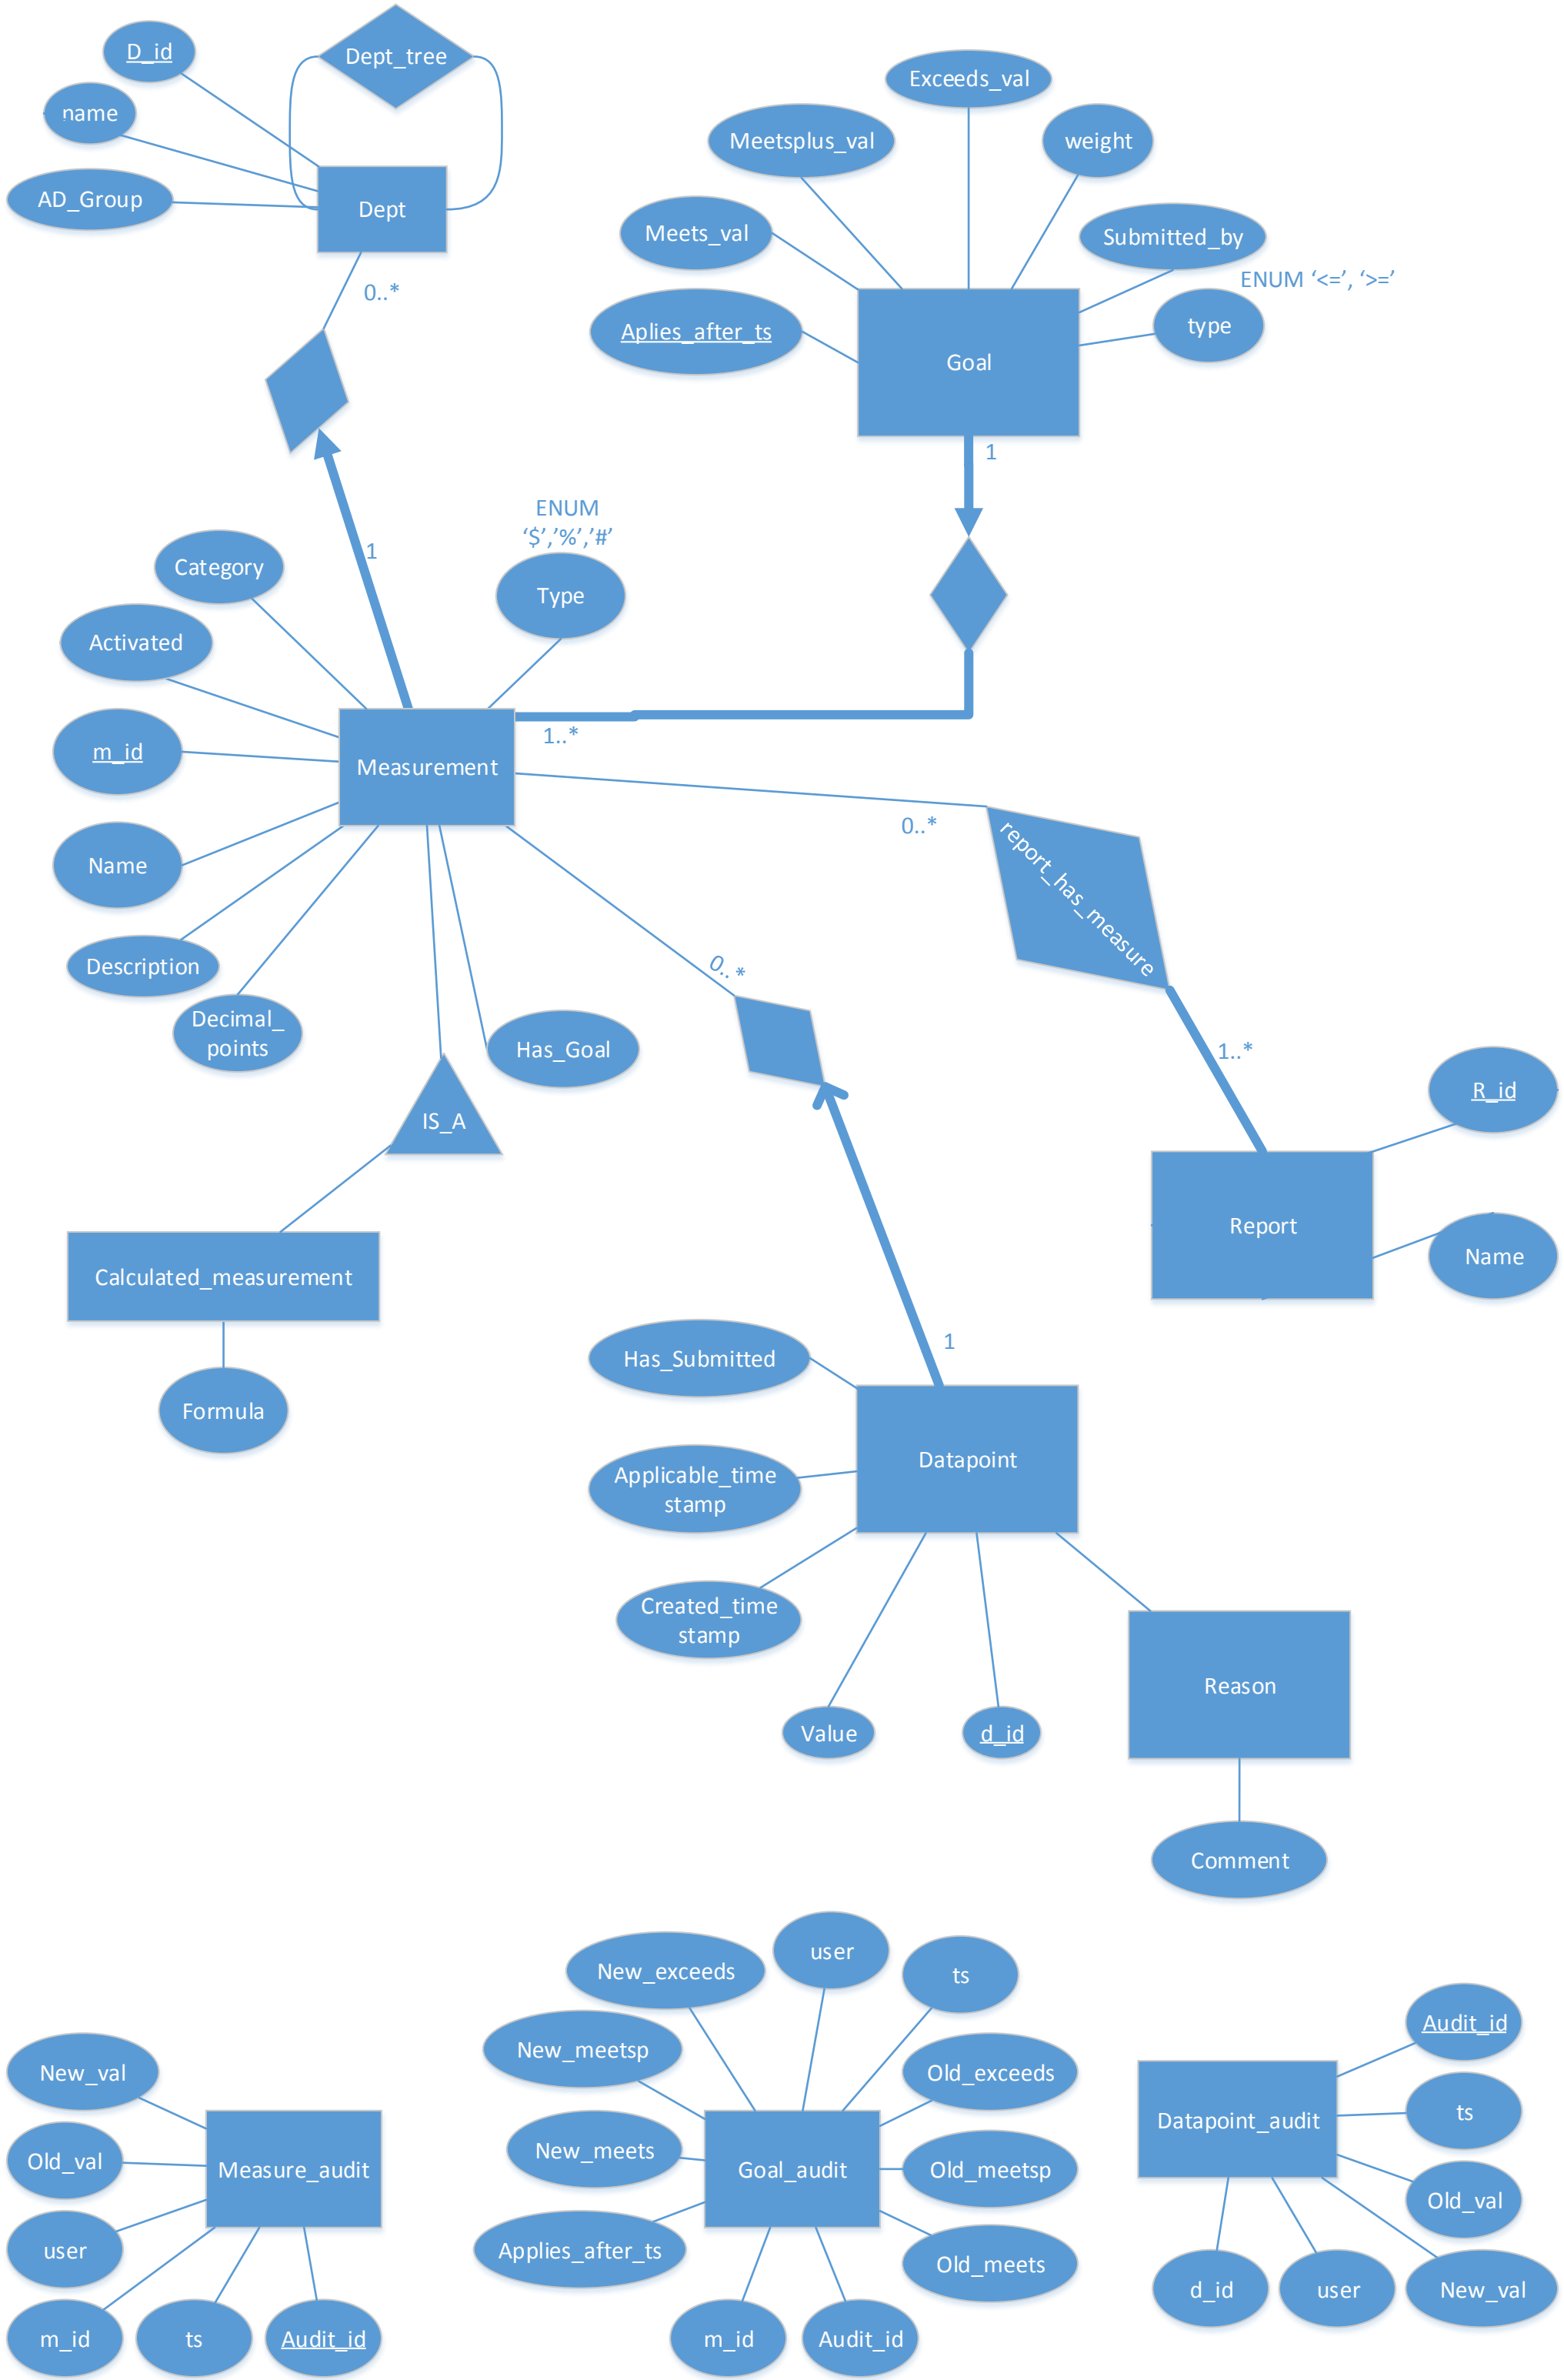 Dept_tree
D_id
name
AD_Group
Dept
0..*
Exceeds_val
Meetsplus_val
weight
Meets_val
Submitted_by
ENUM ‘<=’, ‘>=’
Aplies_after_ts
type
Goal
1
ENUM
‘$’,’%’,’#’
1
Category
Type
Activated
m_id
1..*
Measurement
0..*
report_has_measure
Name
Description
0.. *
Decimal_
points
Has_Goal
1..*
R_id
IS_A
Report
Name
Calculated_measurement
1
Has_Submitted
Formula
Datapoint
Applicable_time
stamp
Created_time
stamp
Reason
Value
d_id
Comment
New_exceeds
user
ts
Audit_id
New_meetsp
New_val
Old_exceeds
ts
Datapoint_audit
New_meets
Old_val
Measure_audit
Goal_audit
Old_meetsp
Old_val
user
Applies_after_ts
Old_meets
d_id
user
New_val
m_id
ts
Audit_id
m_id
Audit_id